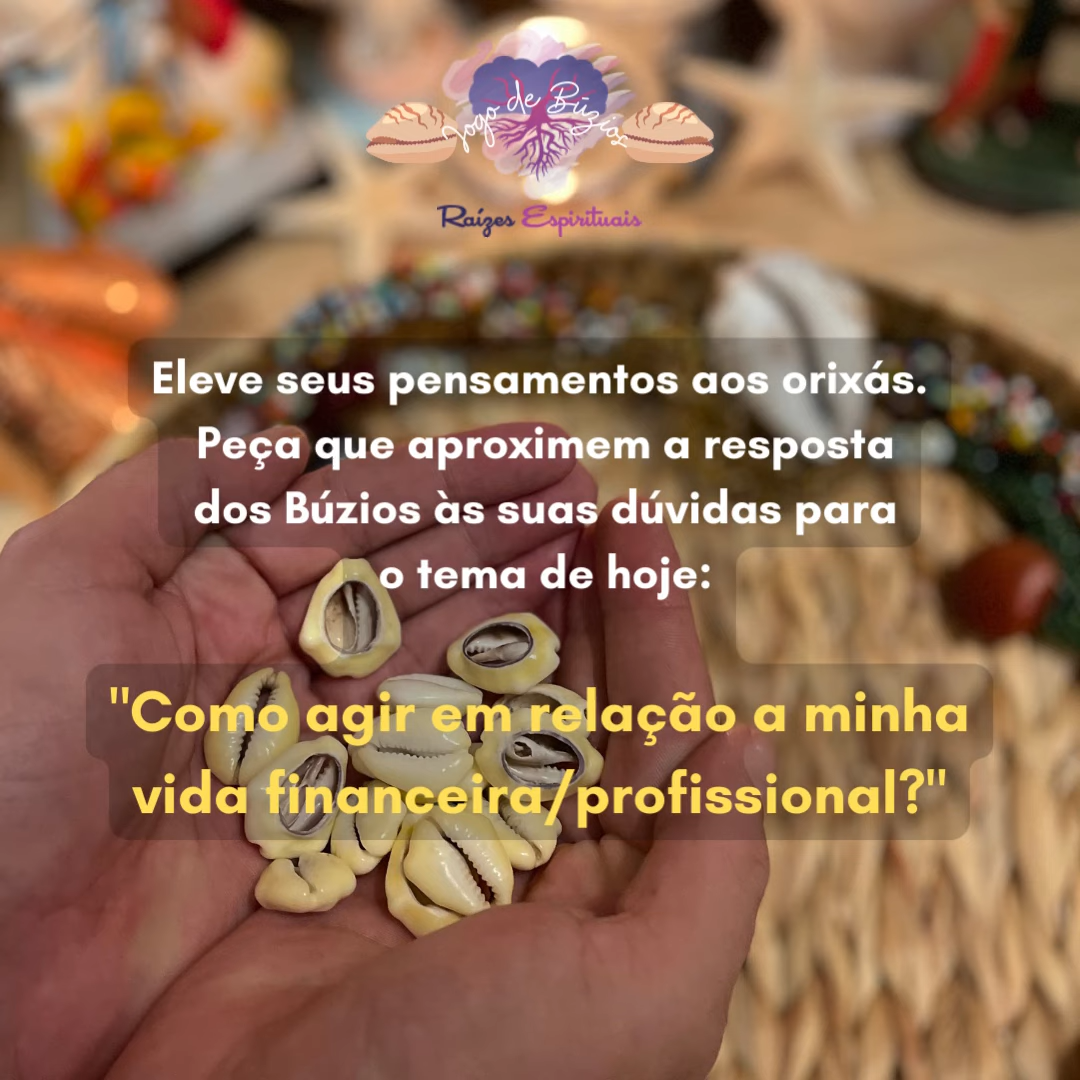 Jogo de Búzios
Raízes Espirituais
Eleve seus pensamentos aos orixás.
Peça que aproximem a resposta
dos Búzios às suas dúvidas para
o tema de hoje:
"Como agir em relação a minha
vida financeira/profissional?"